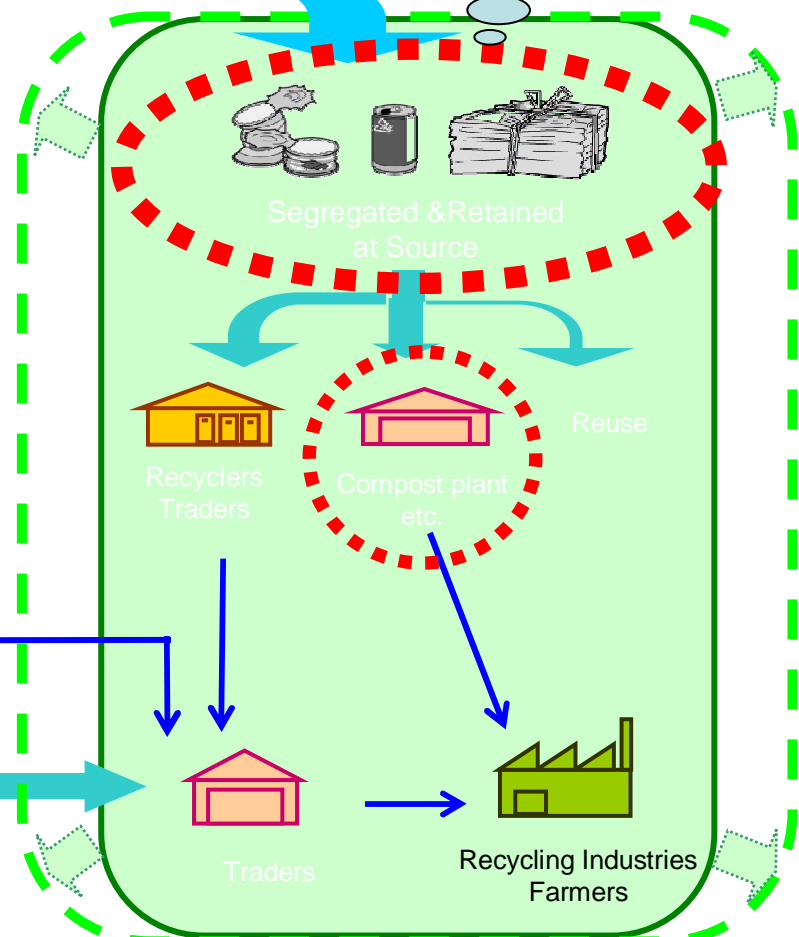 Segregated &Retained
at Source
Reuse
Recyclers
Traders
Compost plant
etc.
Traders
Recycling Industries
Farmers